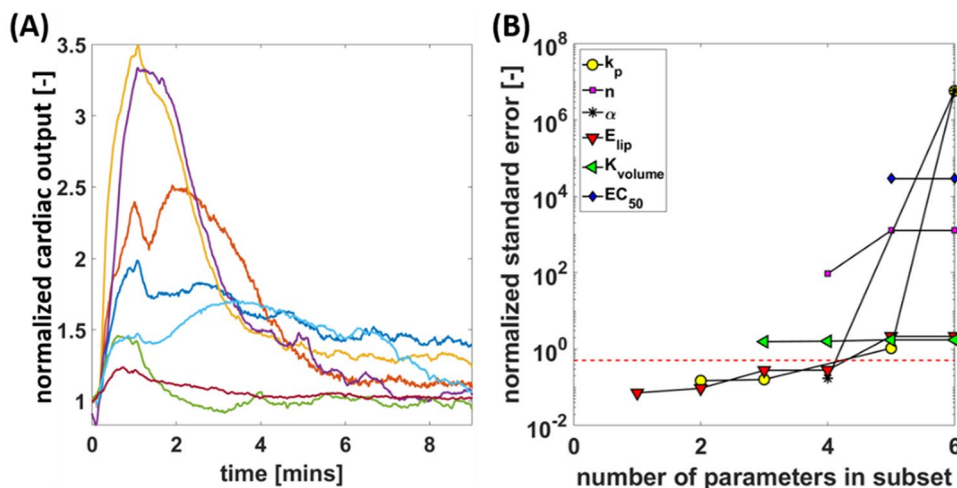 (A)
normalized cardiac output [-]
3.5
3
2.5
2
1.5
1
0 2 4 6 8
time [mins]
(B)
normalized standard error [-]
10^8
10^6
10^4
10^2
10^0
10^-2
k_p
n
α
E_lip
K_volume
EC_50
0 2 4 6
number of parameters in subset